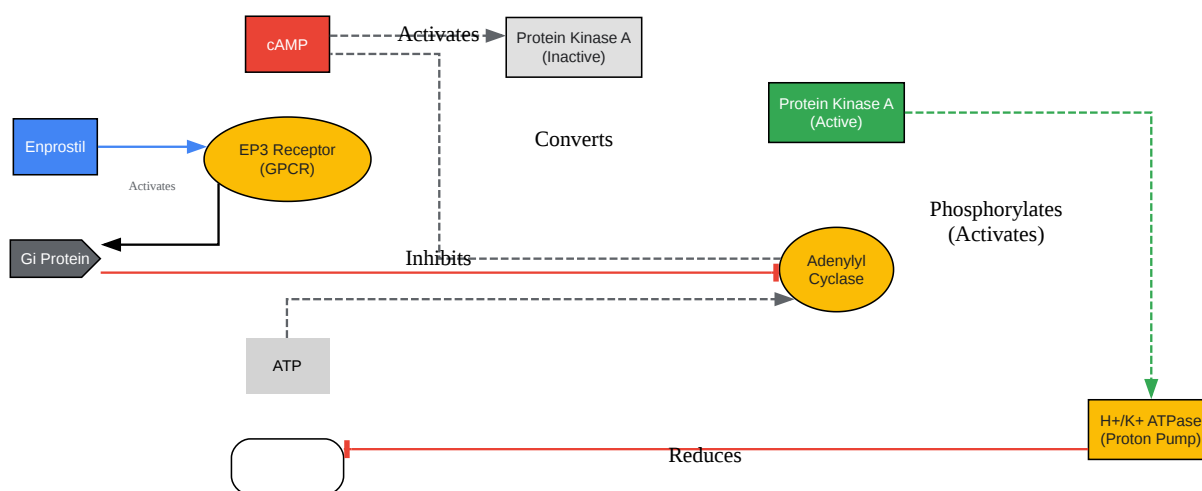 cAMP
Activates
Protein Kinase A
(Inactive)
Protein Kinase A
(Active)
Converts
Enprostil
EP3 Receptor
(GPCR)
Activates
Phosphorylates
(Activates)
Gi Protein
Inhibits
Adenylyl
Cyclase
ATP
H+/K+ ATPase
(Proton Pump)
Reduces